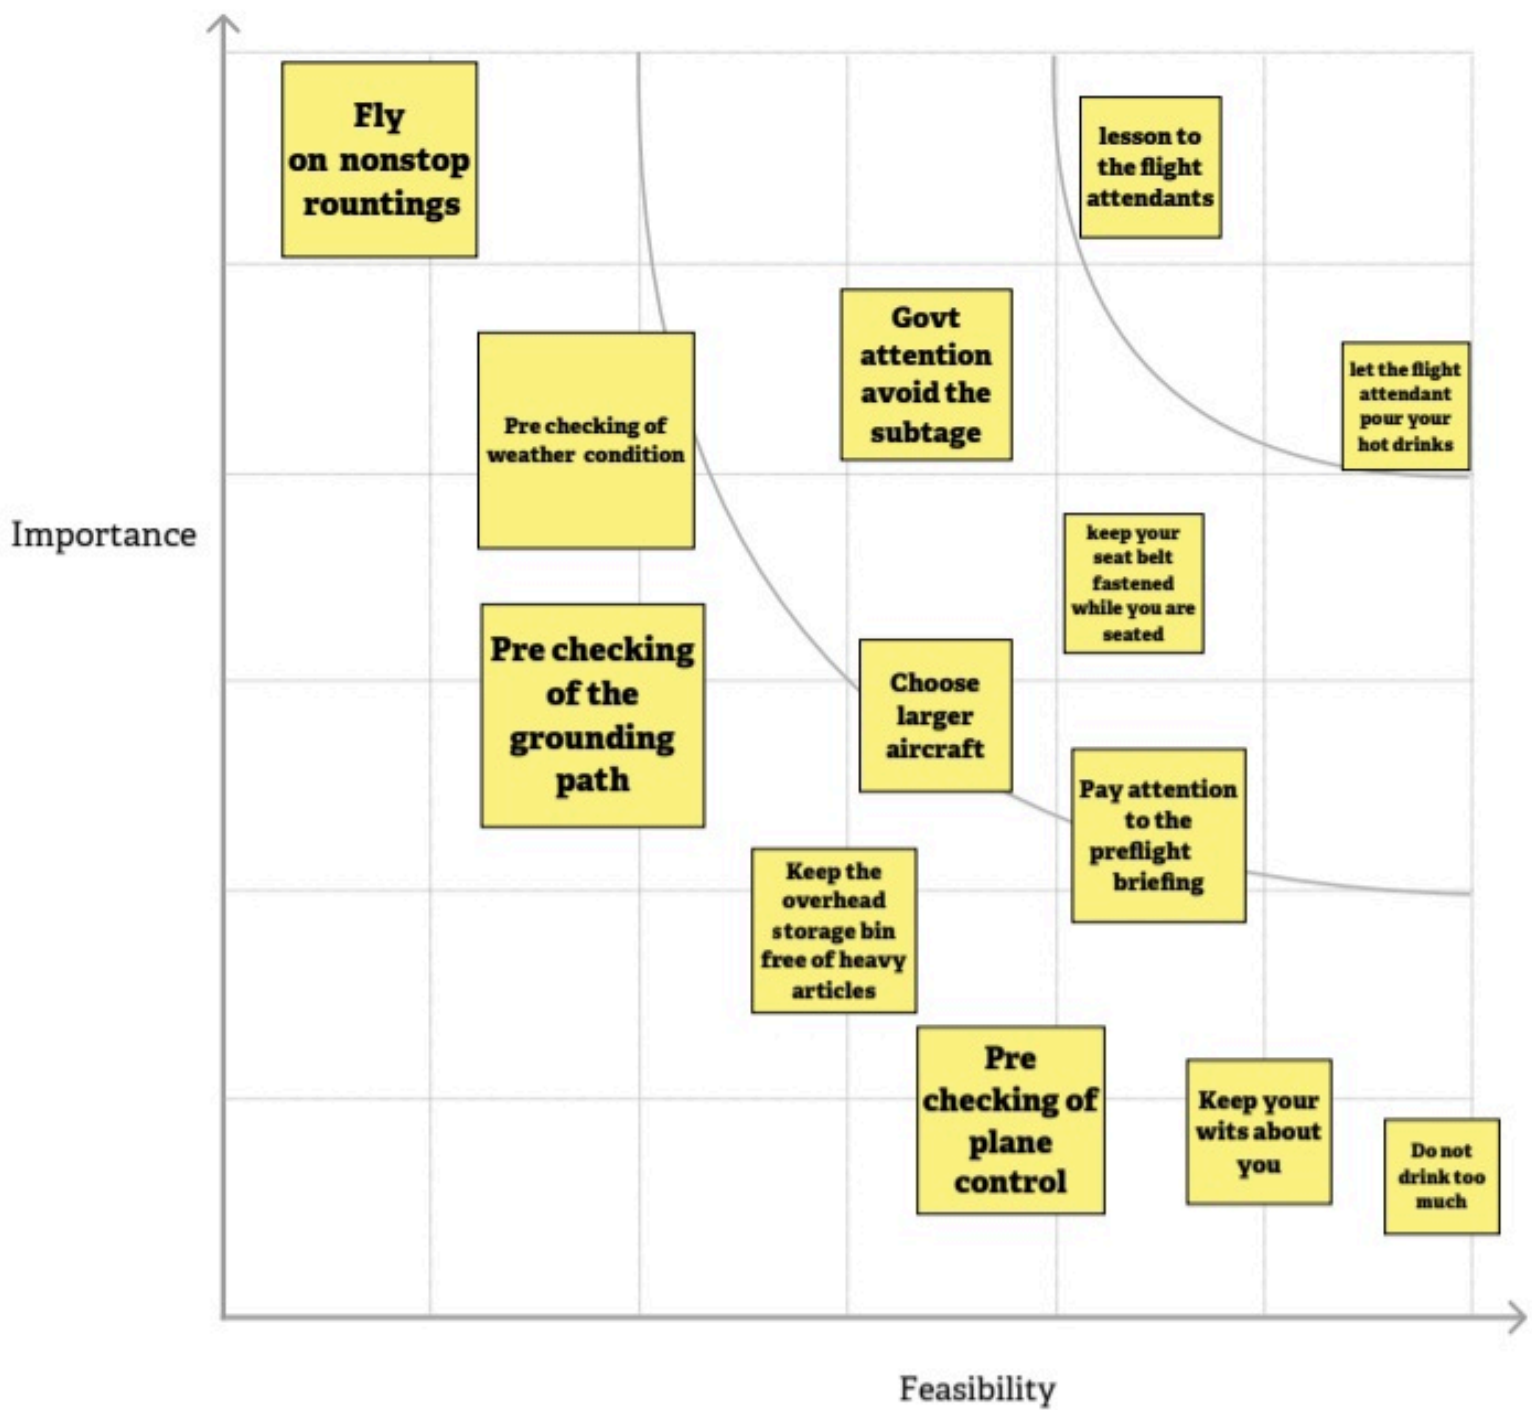 Fly
on nonstop
rountings
lesson to
the flight
attendants
Govt
attention
avoid the
subtage
Pre checking of
weather condition
let the flight
attendant
pour your
hot drinks
Importance
keep your
seat belt
fastened
while you are
seated
Pre checking
of the
grounding
path
Choose
larger
aircraft
Pay attention
to the
preflight
briefing
Keep the
overhead
storage bin
free of heavy
articles
Pre
checking of
plane
control
Keep your
wits about
you
Do not
drink too
much
Feasibility